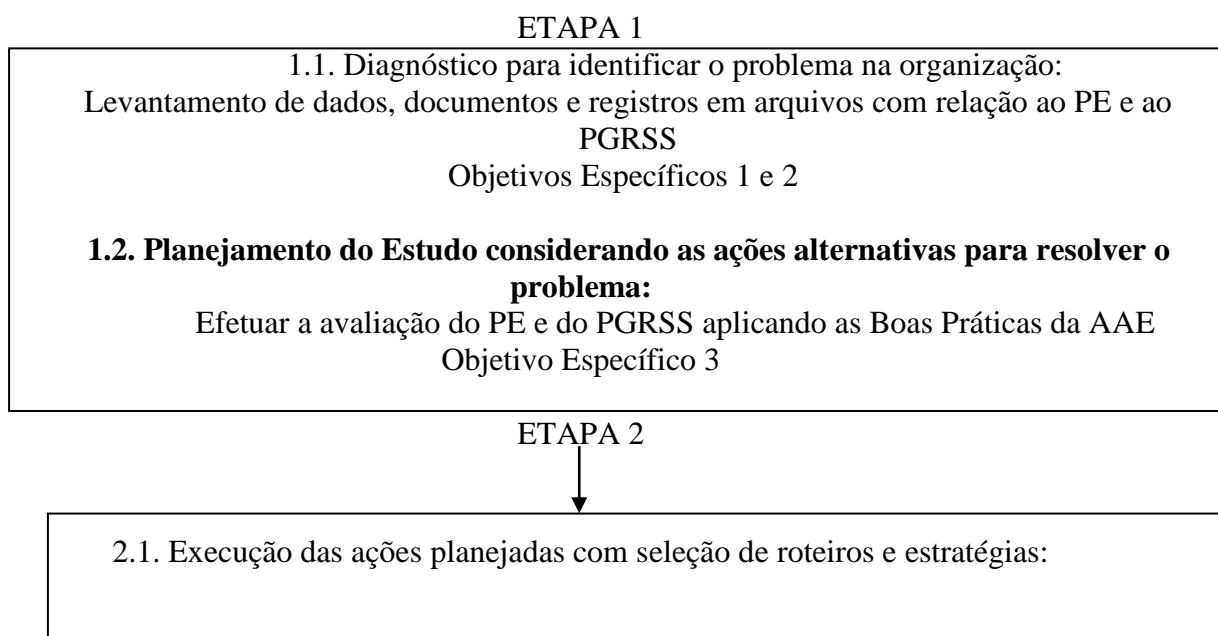 ETAPA 1
1.1. Diagnóstico para identificar o problema na organização:
Levantamento de dados, documentos e registros em arquivos com relação ao PE e ao
PGRSS
Objetivos Específicos 1 e 2
1.2. Planejamento do Estudo considerando as ações alternativas para resolver o
problema:
Efetuar a avaliação do PE e do PGRSS aplicando as Boas Práticas da AAE
Objetivo Específico 3
ETAPA 2
2.1. Execução das ações planejadas com seleção de roteiros e estratégias: